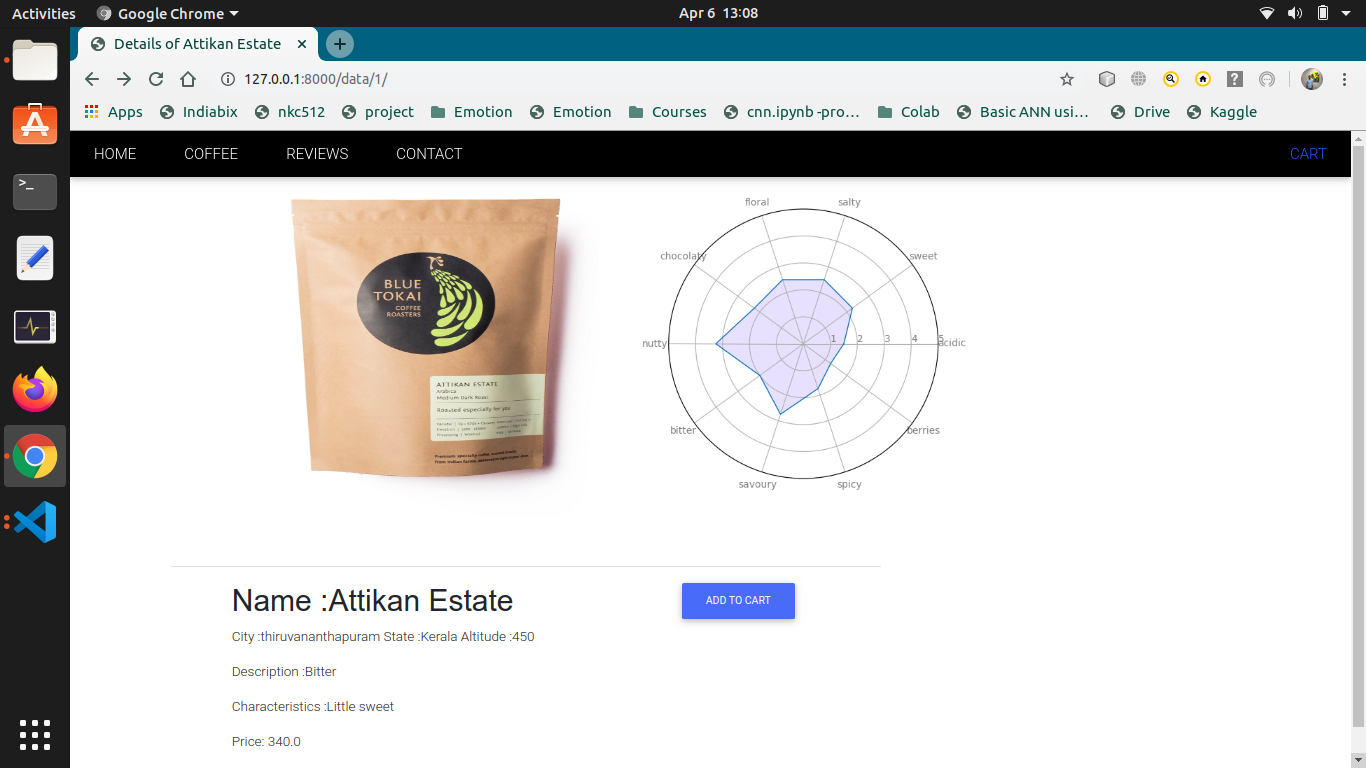 Activities Google Chrome Apr 6 13:08
Details of Attikan Estate
127.0.0.1:8000/data/1/
Apps Indiabix nkc512 project Emotion Emotion Courses cnn.ipynb -pro… Colab Basic ANN usi… Drive Kaggle
HOME COFFEE REVIEWS CONTACT CART
BLUE
TOKAI
COFFEE
ROASTERS
ATTIKAN ESTATE
Arabica
Medium Dark Roast
Roasted especially for you
floral salty
chocolaty sweet
nutty 1 2 3 4 5 acidic
bitter berries
savoury spicy
Name :Attikan Estate
ADD TO CART
City :thiruvananthapuram State :Kerala Altitude :450
Description :Bitter
Characteristics :Little sweet
Price: 340.0